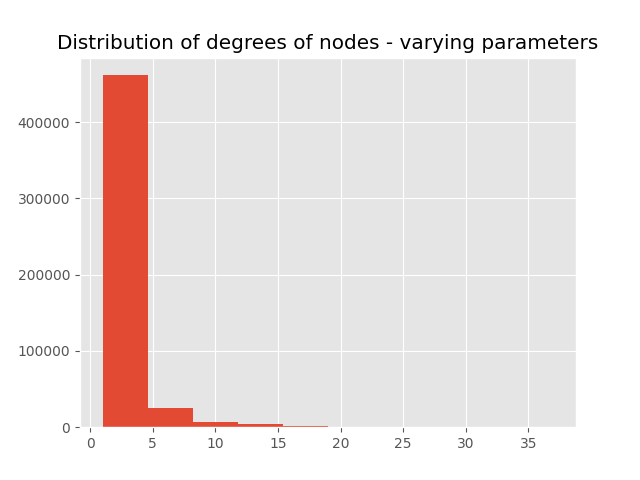 Distribution of degrees of nodes - varying parameters
400000
300000
200000
100000
0
0 5 10 15 20 25 30 35